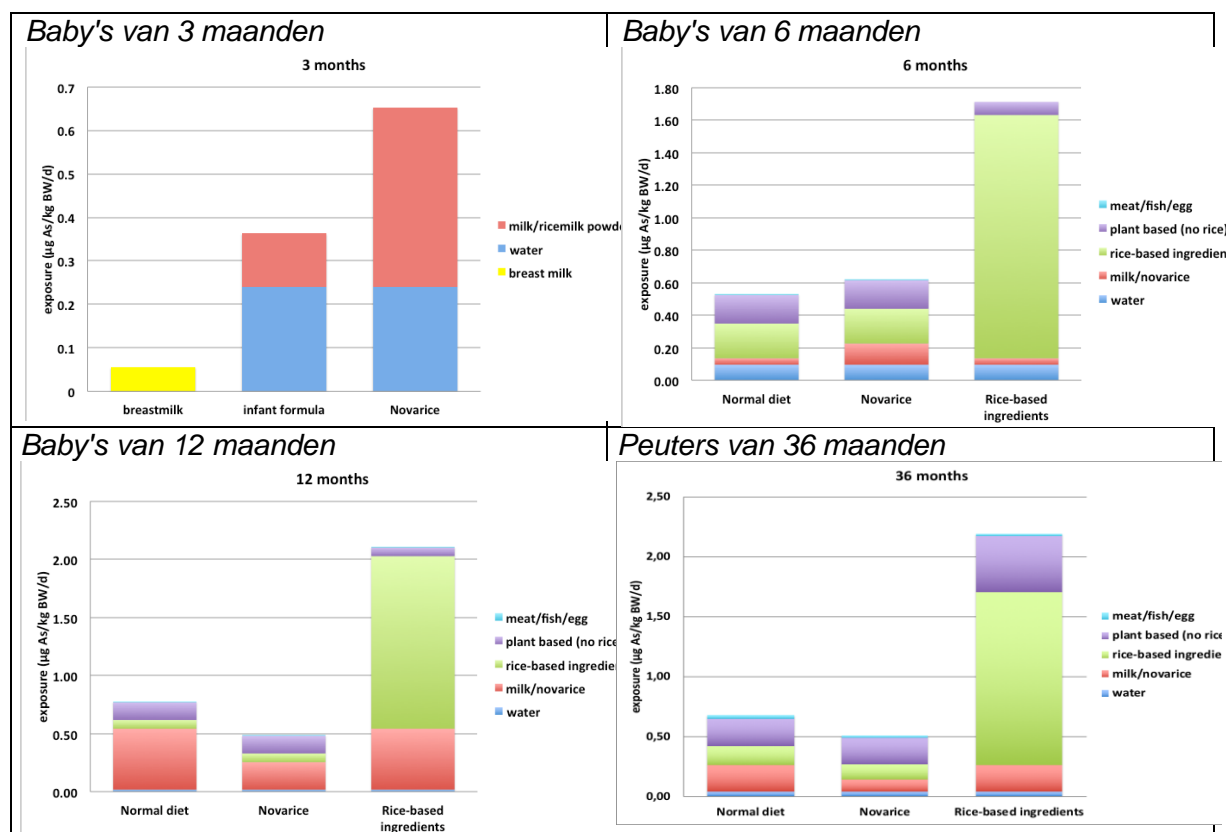 Baby's van 3 maanden
3 months
exposure (µg As/kg BW/d)
0.7
0.6
0.5
0.4
0.3
0.2
0.1
0
breastmilk infant formula Novarice
milk/ricemilk powde
water
breast milk
Baby's van 6 maanden
6 months
exposure (µg As/kg BW/d)
1.80
1.60
1.40
1.20
1.00
0.80
0.60
0.40
0.20
0.00
Normal diet Novarice Rice-based
ingredients
meat/fish/egg
plant based (no rice)
rice-based ingredien
milk/novarice
water
Baby's van 12 maanden
12 months
exposure (µg As/kg BW/d)
2.50
2.00
1.50
1.00
0.50
0.00
Normal diet Novarice Rice-based
ingredients
meat/fish/egg
plant based (no rice
rice-based ingredien
milk/novarice
water
Peuters van 36 maanden
36 months
exposure (µg As/kg BW/d)
2,50
2,00
1,50
1,00
0,50
0,00
Normal diet Novarice Rice-based ingredients
meat/fish/egg
plant based (no ric
rice-based ingredie
milk/novarice
water